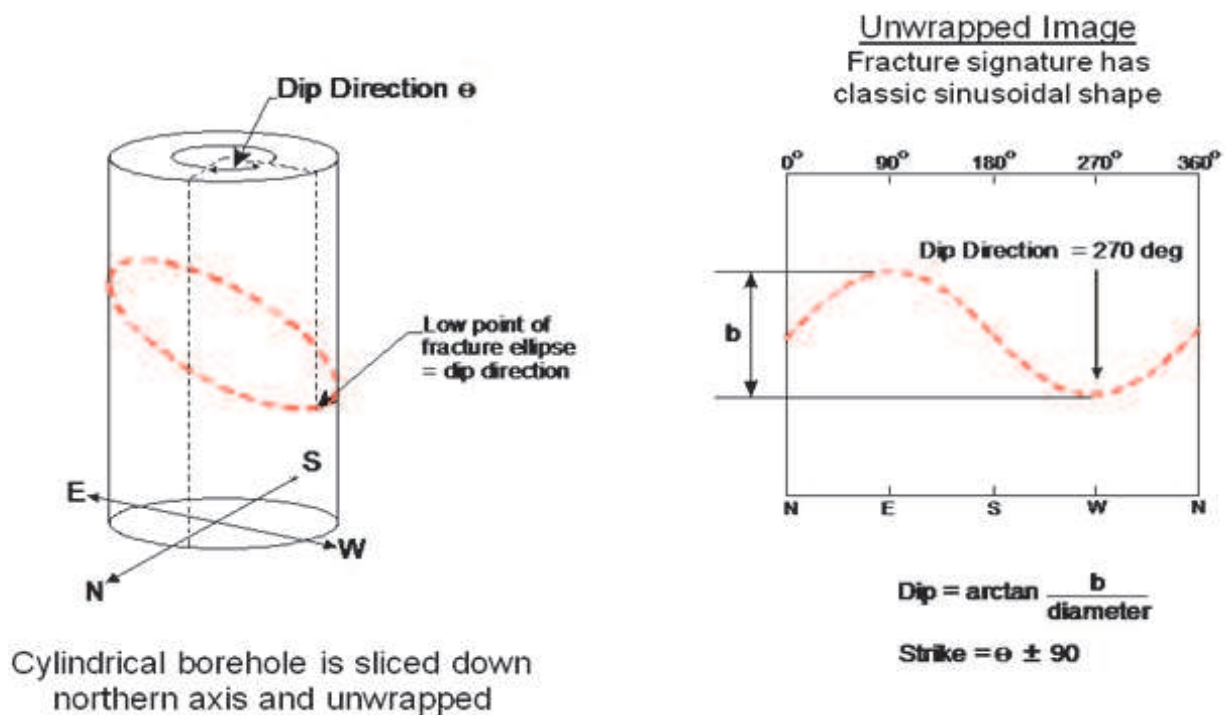 Dip Direction ɵ
Low point of
fracture ellipse
= dip direction
S
E
W
N
Cylindrical borehole is sliced down
northern axis and unwrapped
Unwrapped Image
Fracture signature has
classic sinusoidal shape
0° 90° 180° 270° 360°
Dip Direction = 270 deg
b
N E S W N
Dip = arctan b
diameter
Strike = ɵ ± 90